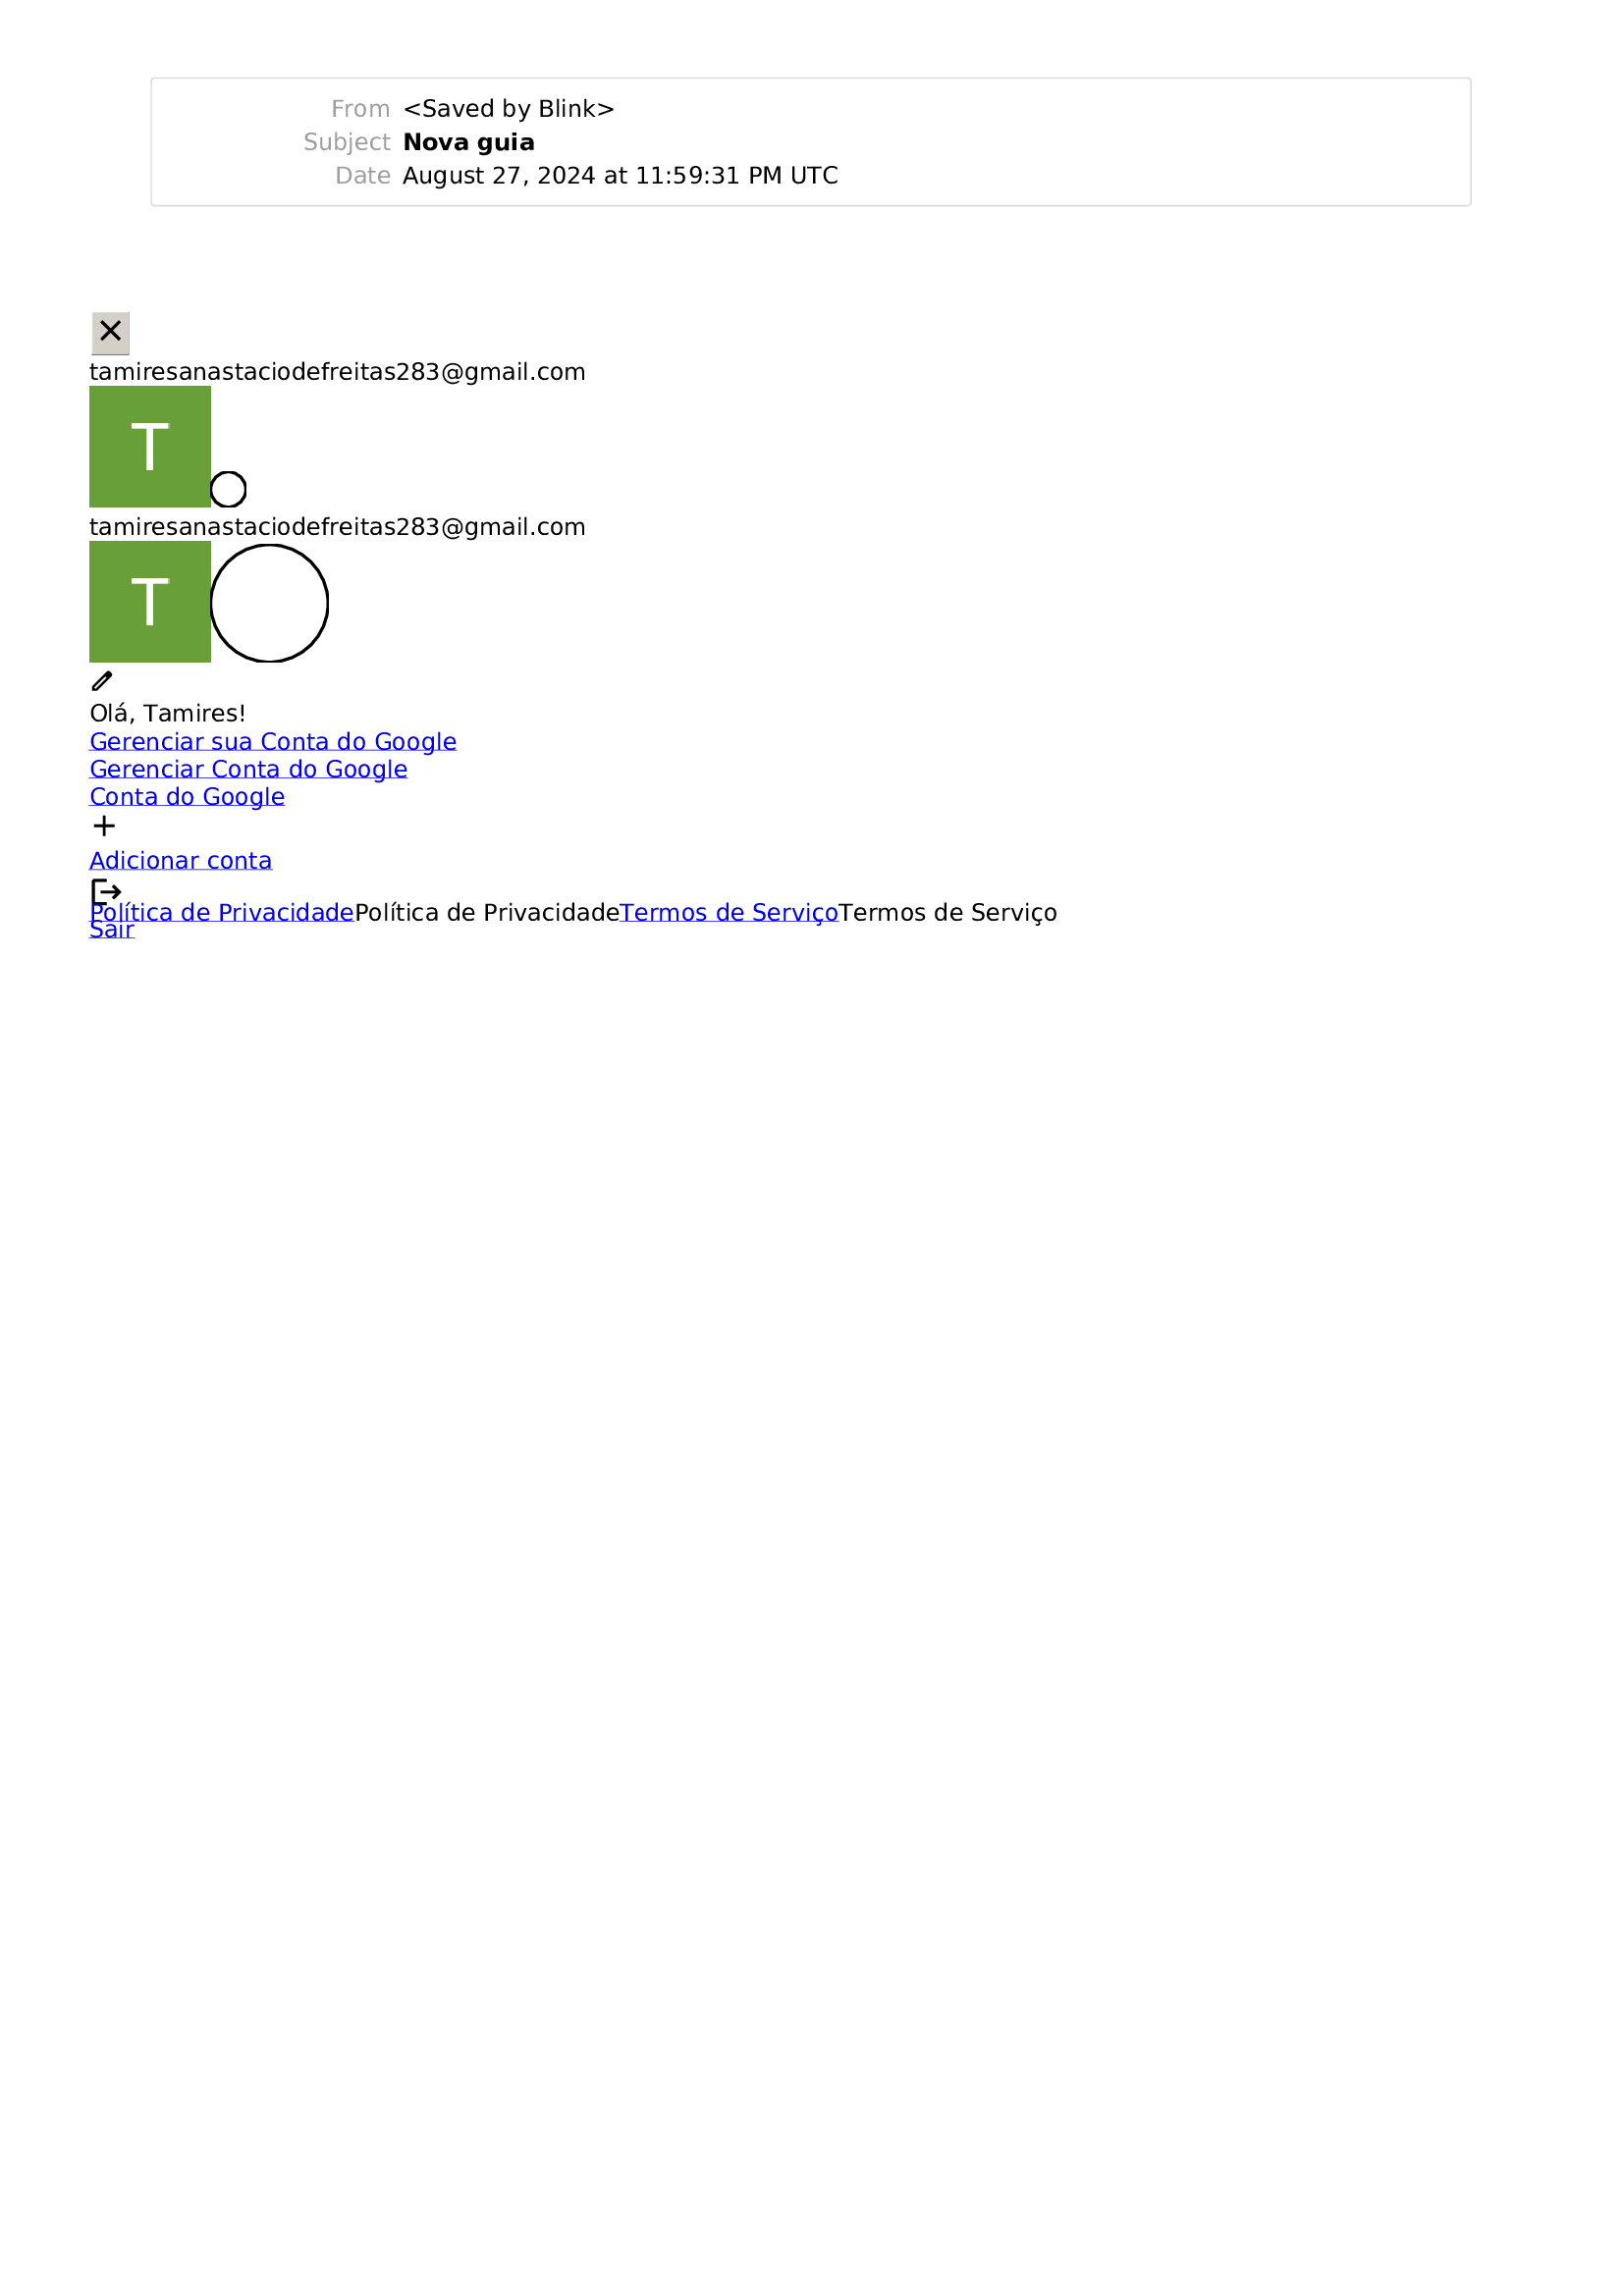 From <Saved by Blink>
Subject Nova guia
Date August 27, 2024 at 11:59:31 PM UTC
tamiresanastaciodefreitas283@gmail.com
T
tamiresanastaciodefreitas283@gmail.com
T
Olá, Tamires!
Gerenciar sua Conta do Google
Gerenciar Conta do Google
Conta do Google
Adicionar conta
Política de PrivacidadePolítica de PrivacidadeTermos de ServiçoTermos de Serviço
Sair